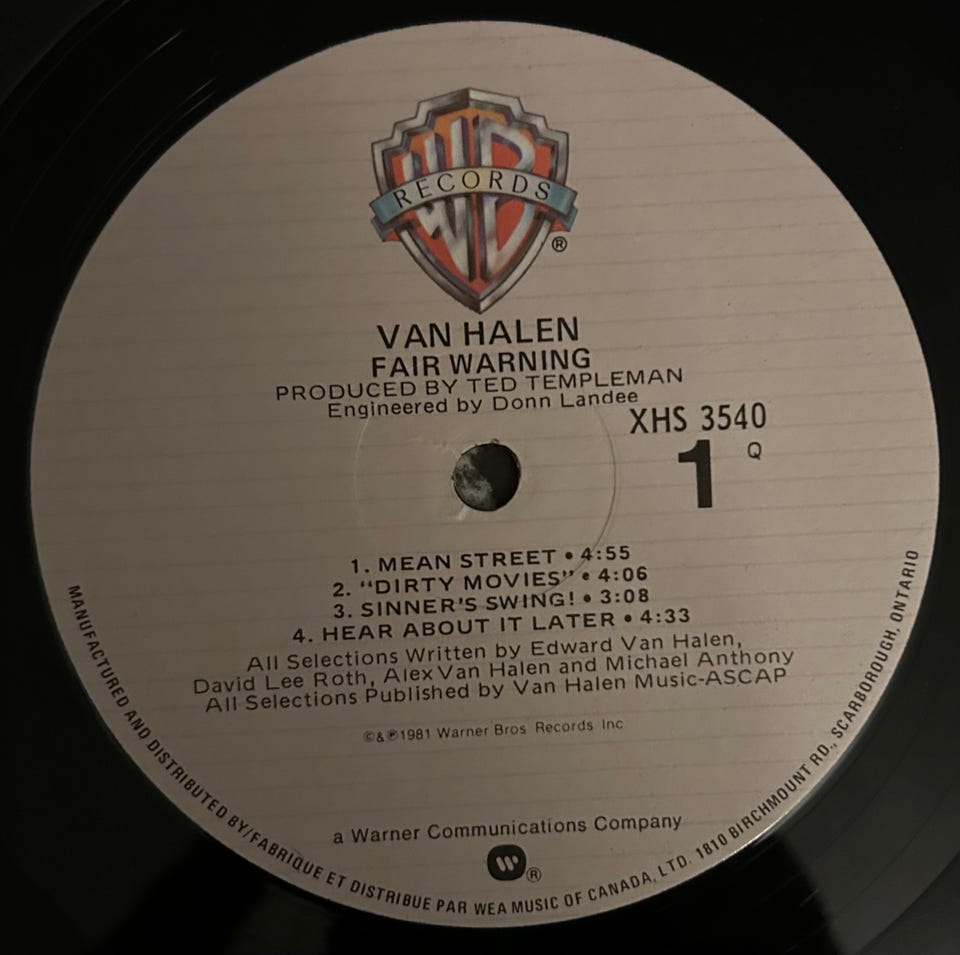 WB
RECORDS
®
VAN HALEN
FAIR WARNING
PRODUCED BY TED TEMPLEMAN
Engineered by Donn Landee
XHS 3540
1 Q
1. MEAN STREET • 4:55
2. “DIRTY MOVIES” • 4:06
3. SINNER'S SWING! • 3:08
4. HEAR ABOUT IT LATER • 4:33
All Selections Written by Edward Van Halen,
David Lee Roth, Alex Van Halen and Michael Anthony
All Selections Published by Van Halen Music-ASCAP
©&℗1981 Warner Bros Records Inc
a Warner Communications Company
W ®
MANUFACTURED AND DISTRIBUTED BY/FABRIQUE ET DISTRIBUE PAR WEA MUSIC OF CANADA, LTD. 1810 BIRCHMOUNT RD., SCARBOROUGH, ONTARIO